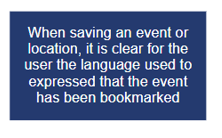 When saving an event or
location, it is clear for the
user the language used to
expressed that the event
has been bookmarked